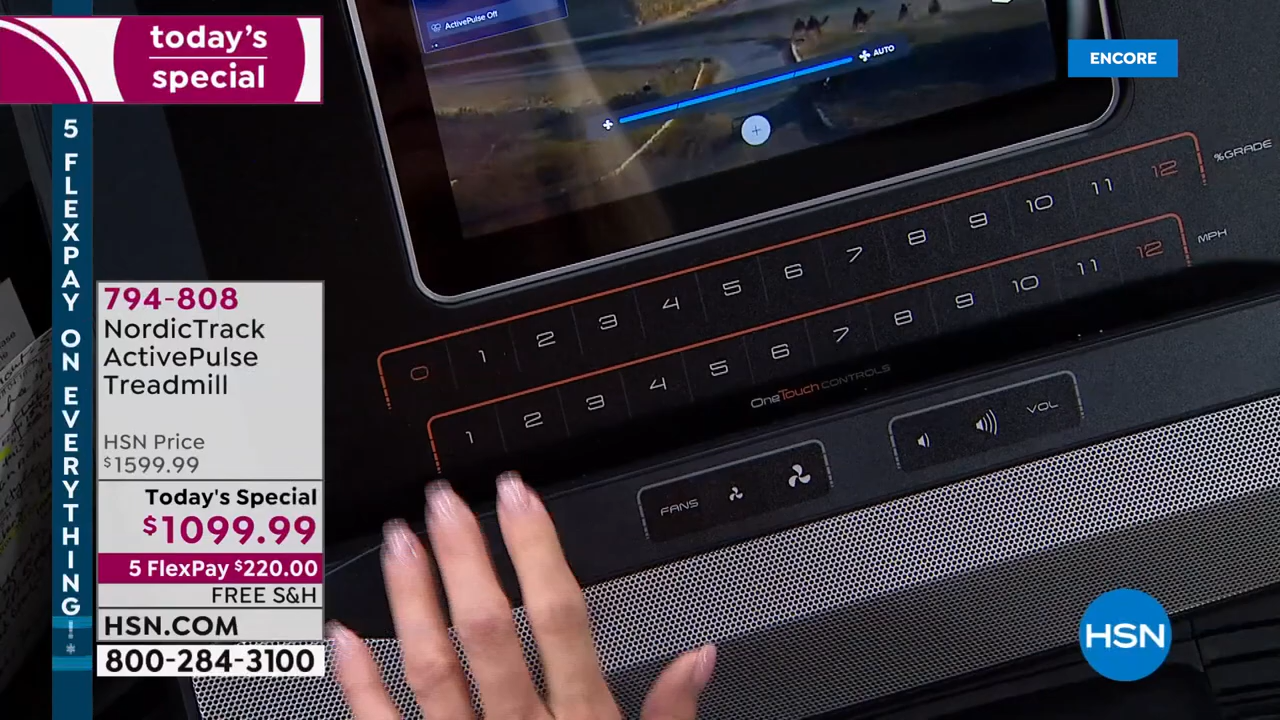 today's
special
ENCORE
5 FLEXPAY ON EVERYTHING!*
794-808
NordicTrack
ActivePulse
Treadmill
HSN Price
$1599.99
Today's Special
$1099.99
5 FlexPay $220.00
FREE S&H
HSN.COM
800-284-3100
ActivePulse Off
AUTO
0 1 2 3 4 5 6 7 8 9 10 11 12 %GRADE
1 2 3 4 5 6 7 8 9 10 11 12 MPH
OneTouch CONTROLS
FANS
VOL
HSN